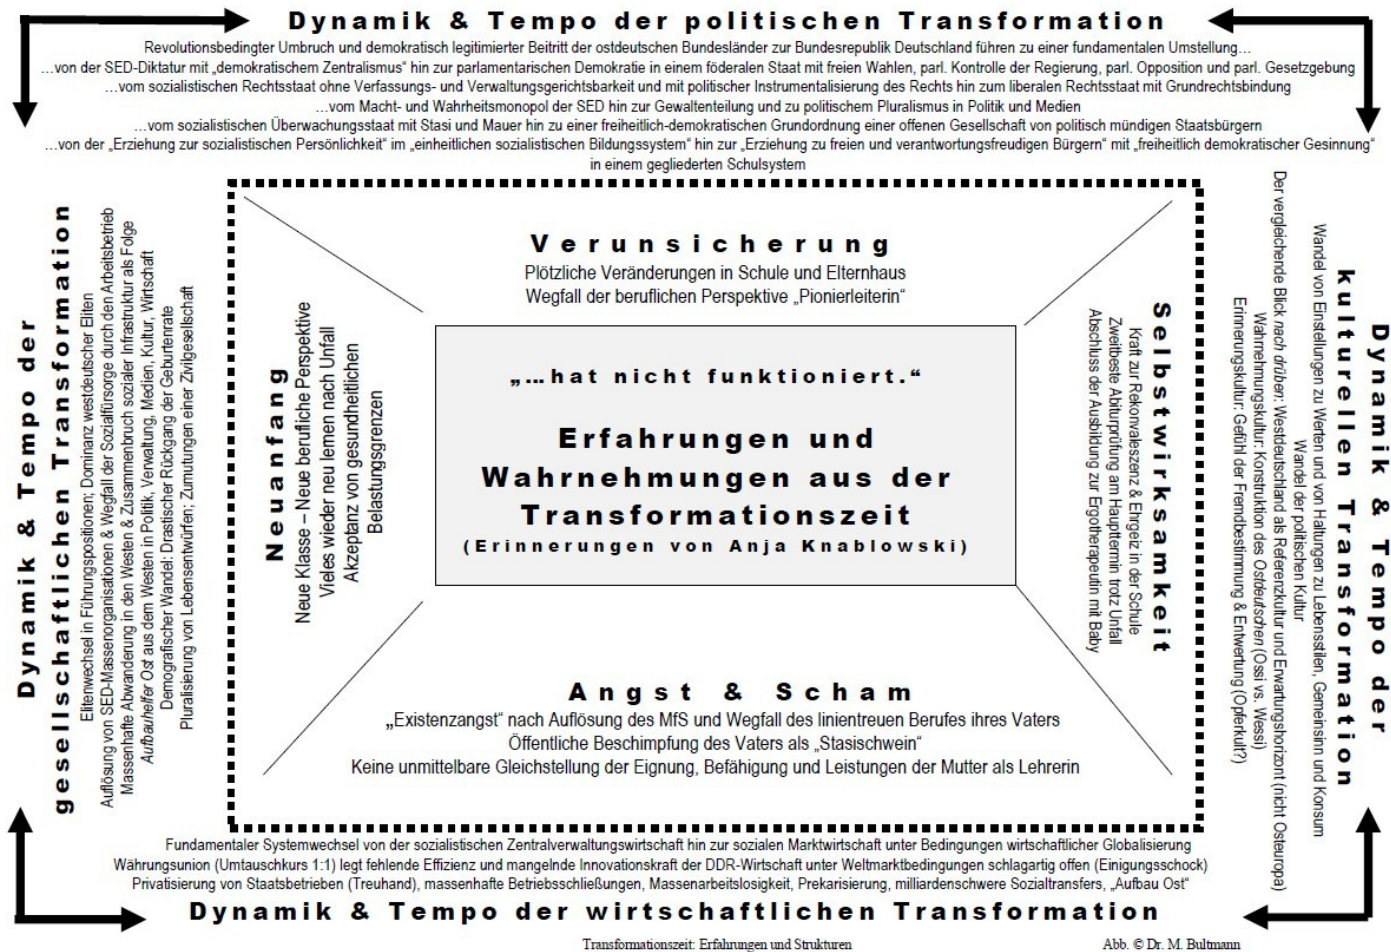 Dynamik & Tempo der politischen Transformation
Revolutionsbedingter Umbruch und demokratisch legitimierter Beitritt der ostdeutschen Bundesländer zur Bundesrepublik Deutschland führen zu einer fundamentalen Umstellung…
…von der SED-Diktatur mit „demokratischem Zentralismus“ hin zur parlamentarischen Demokratie in einem föderalen Staat mit freien Wahlen, parl. Kontrolle der Regierung, parl. Opposition und parl. Gesetzgebung
…vom sozialistischen Rechtsstaat ohne Verfassungs- und Verwaltungsgerichtsbarkeit und mit politischer Instrumentalisierung des Rechts hin zum liberalen Rechtsstaat mit Grundrechtsbindung
…vom Macht- und Wahrheitsmonopol der SED hin zur Gewaltenteilung und zu politischem Pluralismus in Politik und Medien
…vom sozialistischen Überwachungsstaat mit Stasi und Mauer hin zu einer freiheitlich-demokratischen Grundordnung einer offenen Gesellschaft von politisch mündigen Staatsbürgern
…von der „Erziehung zur sozialistischen Persönlichkeit“ im „einheitlichen sozialistischen Bildungssystem“ hin zur „Erziehung zu freien und verantwortungsfreudigen Bürgern“ mit „freiheitlich demokratischer Gesinnung“
in einem gegliederten Schulsystem
Dynamik & Tempo der
gesellschaftlichen Transformation
Elitenwechsel in Führungspositionen; Dominanz westdeutscher Eliten
Auflösung von SED-Massenorganisationen & Wegfall der Sozialfürsorge durch den Arbeitsbetrieb
Massenhafte Abwanderung in den Westen & Zusammenbruch sozialer Infrastruktur als Folge
Aufbauhelfer Ost aus dem Westen in Politik, Verwaltung, Medien, Kultur, Wirtschaft
Demografischer Wandel: Drastischer Rückgang der Geburtenrate
Pluralisierung von Lebensentwürfen; Zumutungen einer Zivilgesellschaft
Verunsicherung
Plötzliche Veränderungen in Schule und Elternhaus
Wegfall der beruflichen Perspektive „Pionierleiterin“
Neuanfang
Neue Klasse – Neue berufliche Perspektive
Vieles wieder neu lernen nach Unfall
Akzeptanz von gesundheitlichen
Belastungsgrenzen
„…hat nicht funktioniert.“
Erfahrungen und
Wahrnehmungen aus der
Transformationszeit
(Erinnerungen von Anja Knablowski)
Selbstwirksamkeit
Kraft zur Rekonvaleszenz & Ehrgeiz in der Schule
Zweitbeste Abiturprüfung am Haupttermin trotz Unfall
Abschluss der Ausbildung zur Ergotherapeutin mit Baby
Angst & Scham
„Existenzangst“ nach Auflösung des MfS und Wegfall des linientreuen Berufes ihres Vaters
Öffentliche Beschimpfung des Vaters als „Stasischwein“
Keine unmittelbare Gleichstellung der Eignung, Befähigung und Leistungen der Mutter als Lehrerin
Dynamik & Tempo der
kulturellen Transformation
Wandel von Einstellungen zu Werten und von Haltungen zu Lebensstilen, Gemeinsinn und Konsum
Wandel der politischen Kultur
Der vergleichende Blick nach drüben: Westdeutschland als Referenzkultur und Erwartungshorizont (nicht Osteuropa)
Wahrnehmungskultur: Konstruktion des Ostdeutschen (Ossi vs. Wessi)
Erinnerungskultur: Gefühl der Fremdbestimmung & Entwertung (Opferkult?)
Fundamentaler Systemwechsel von der sozialistischen Zentralverwaltungswirtschaft hin zur sozialen Marktwirtschaft unter Bedingungen wirtschaftlicher Globalisierung
Währungsunion (Umtauschkurs 1:1) legt fehlende Effizienz und mangelnde Innovationskraft der DDR-Wirtschaft unter Weltmarktbedingungen schlagartig offen (Einigungsschock)
Privatisierung von Staatsbetrieben (Treuhand), massenhafte Betriebsschließungen, Massenarbeitslosigkeit, Prekarisierung, milliardenschwere Sozialtransfers, „Aufbau Ost“
Dynamik & Tempo der wirtschaftlichen Transformation
Transformationszeit: Erfahrungen und Strukturen
Abb. © Dr. M. Bultmann